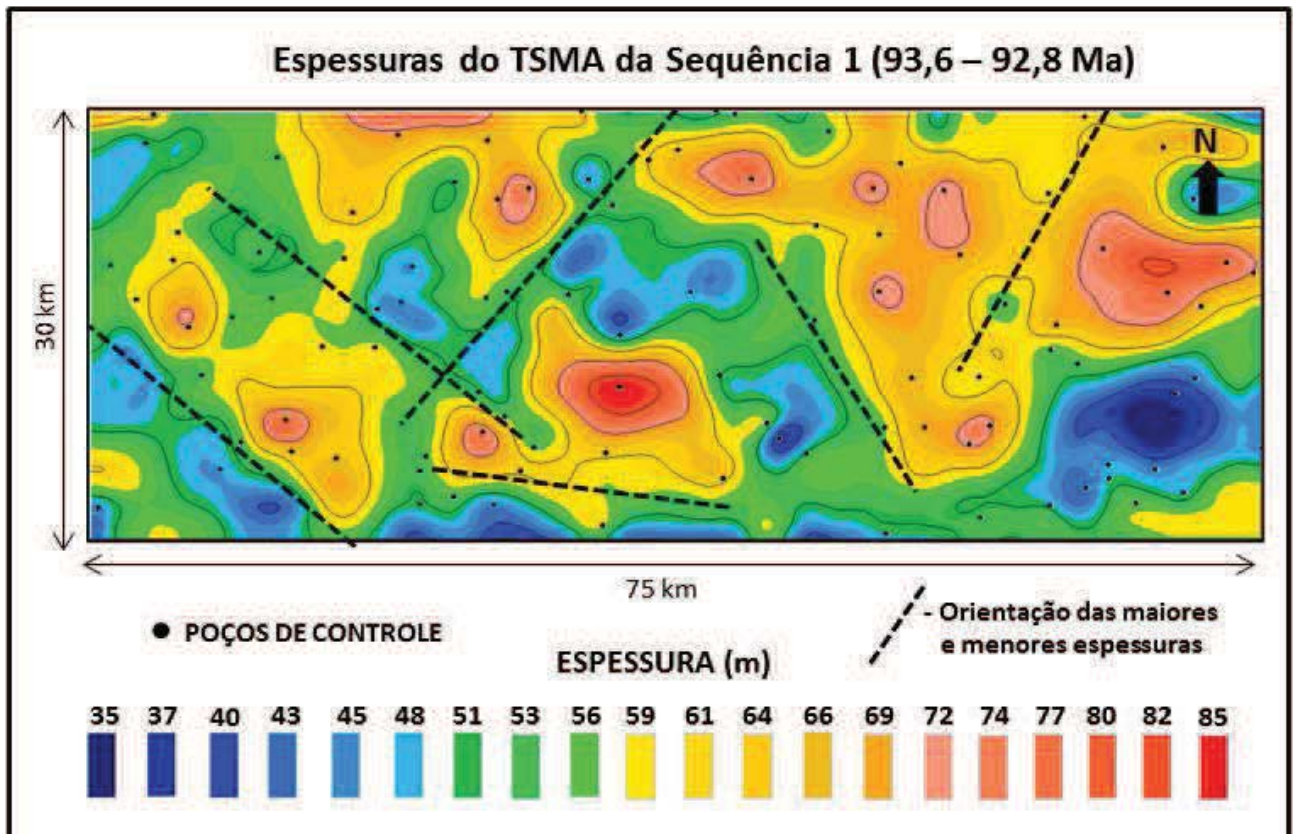 Espessuras do TSMA da Sequência 1 (93,6 – 92,8 Ma)
N
30 km
75 km
● POÇOS DE CONTROLE
- Orientação das maiores
e menores espessuras
ESPESSURA (m)
35 37 40 43 45 48 51 53 56 59 61 64 66 69 72 74 77 80 82 85